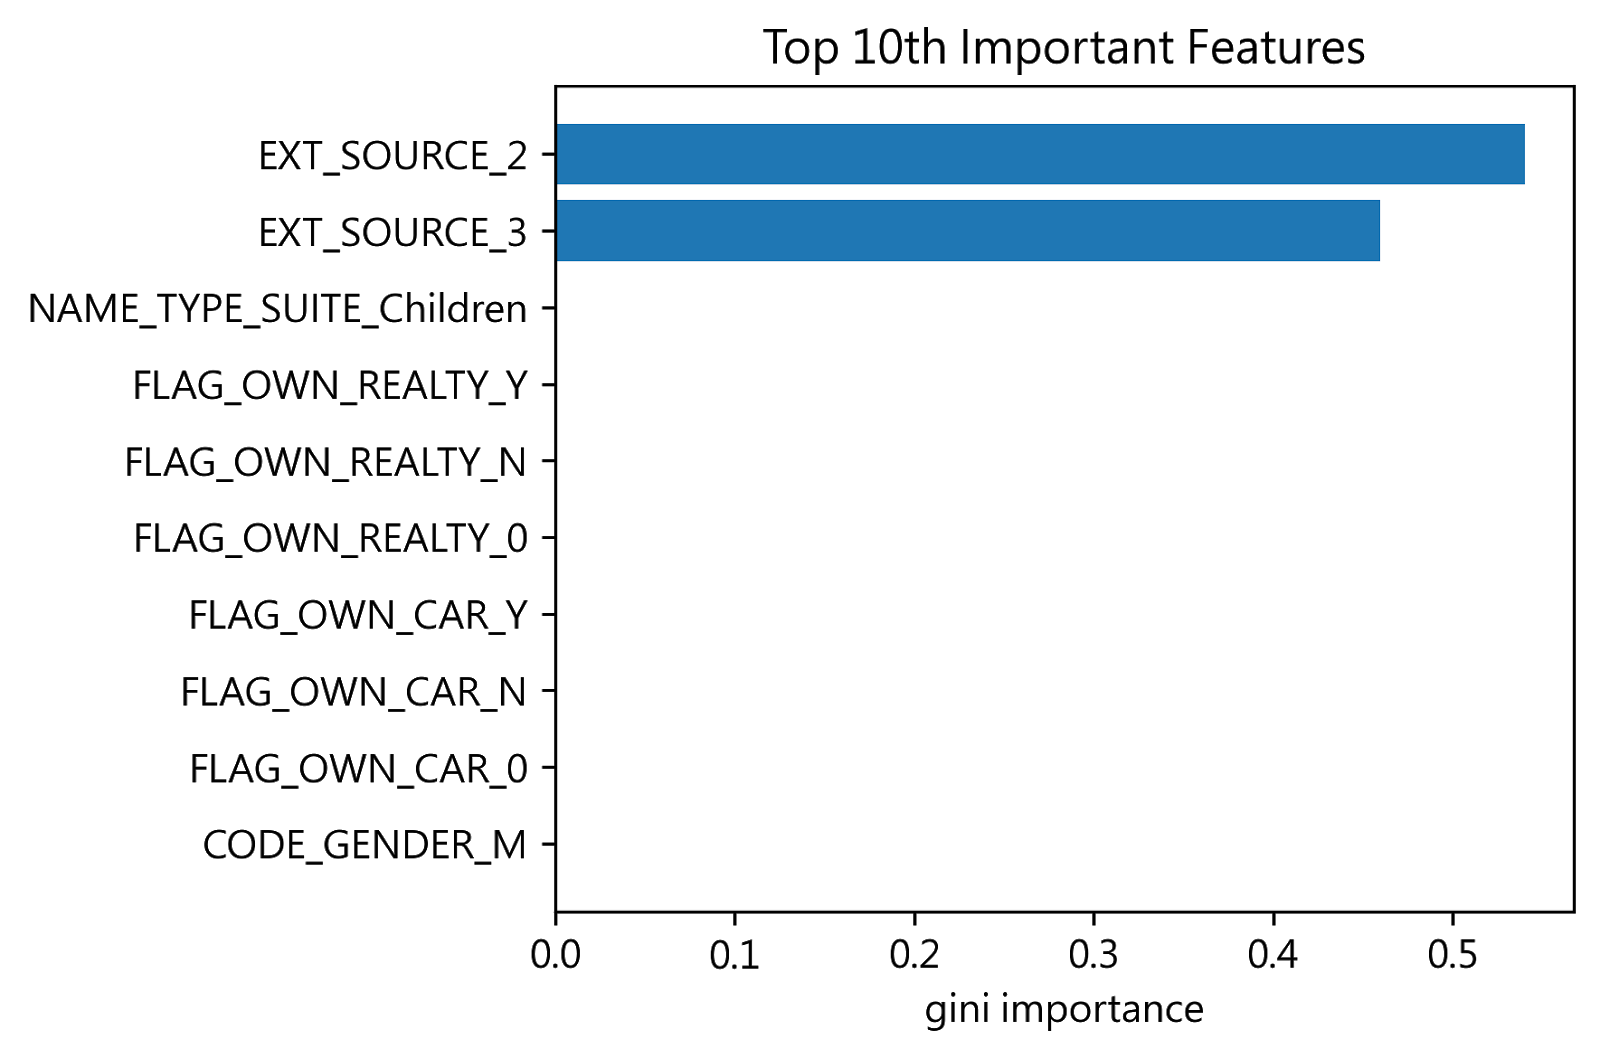 Top 10th Important Features
EXT_SOURCE_2
EXT_SOURCE_3
NAME_TYPE_SUITE_Children
FLAG_OWN_REALTY_Y
FLAG_OWN_REALTY_N
FLAG_OWN_REALTY_0
FLAG_OWN_CAR_Y
FLAG_OWN_CAR_N
FLAG_OWN_CAR_0
CODE_GENDER_M
0.0 0.1 0.2 0.3 0.4 0.5
gini importance